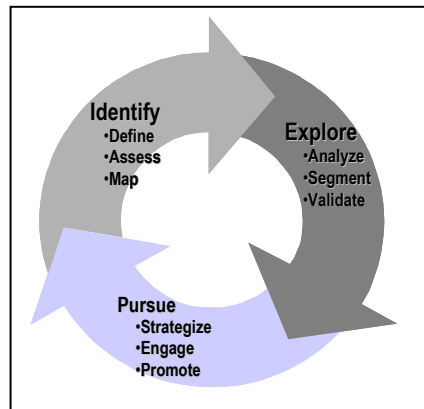 Identify
•Define
•Assess
•Map
Explore
•Analyze
•Segment
•Validate
Pursue
•Strategize
•Engage
•Promote